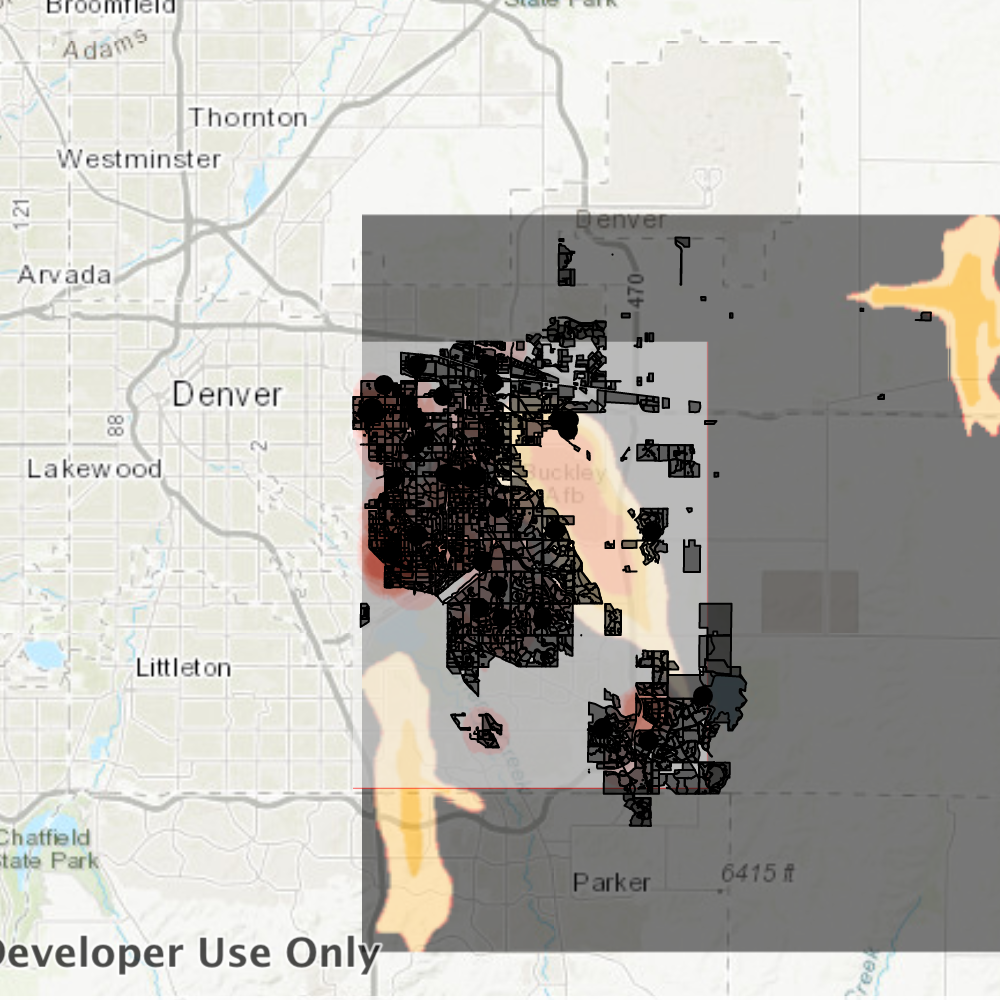 Broomfield
State Park
Adams
Thornton
Westminster
121
Denver
Arvada
470
Denver
88
2
Lakewood
Buckley
Afb
Littleton
Creek
Chatfield
State Park
6415 ft
Parker
Developer Use Only
Creek